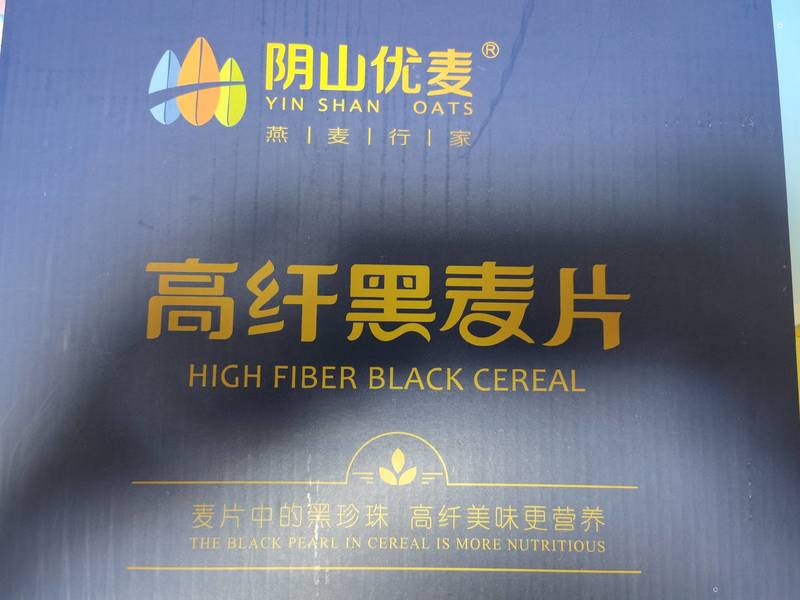 阴山优麦®
YIN SHAN OATS
燕|麦|行|家
高纤黑麦片
HIGH FIBER BLACK CEREAL
麦片中的黑珍珠 高纤美味更营养
THE BLACK PEARL IN CEREAL IS MORE NUTRITIOUS